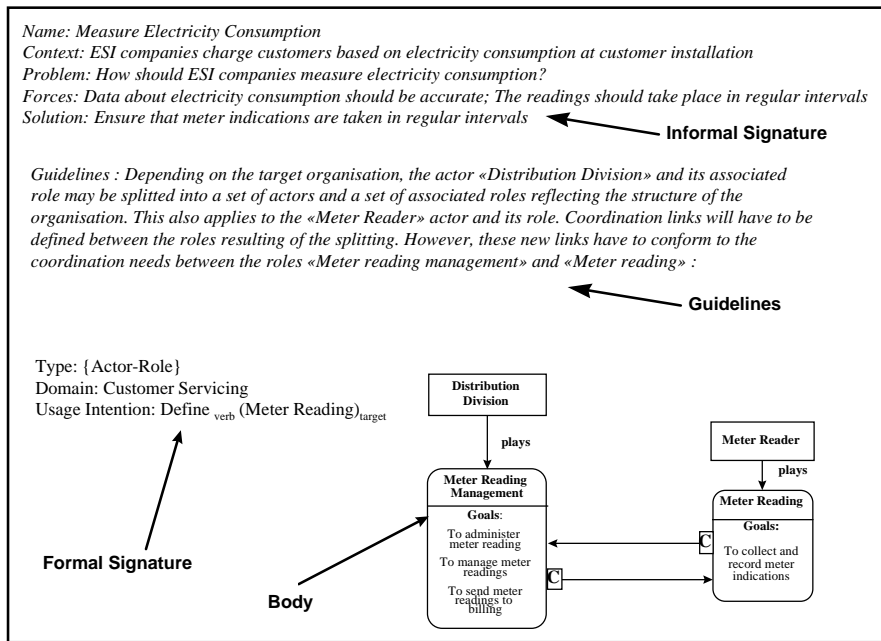 Name: Measure Electricity Consumption
Context: ESI companies charge customers based on electricity consumption at customer installation
Problem: How should ESI companies measure electricity consumption?
Forces: Data about electricity consumption should be accurate; The readings should take place in regular intervals
Solution: Ensure that meter indications are taken in regular intervals
Informal Signature
Guidelines : Depending on the target organisation, the actor «Distribution Division» and its associated
role may be splitted into a set of actors and a set of associated roles reflecting the structure of the
organisation. This also applies to the «Meter Reader» actor and its role. Coordination links will have to be
defined between the roles resulting of the splitting. However, these new links have to conform to the
coordination needs between the roles «Meter reading management» and «Meter reading» :
Guidelines
Type: {Actor-Role}
Domain: Customer Servicing
Usage Intention: Define verb (Meter Reading)target
Formal Signature
Body
Distribution
Division
plays
Meter Reading
Management
Goals:
To administer
meter reading
To manage meter
readings
To send meter
readings to
billing
C
C
Meter Reader
plays
Meter Reading
Goals:
To collect and
record meter
indications